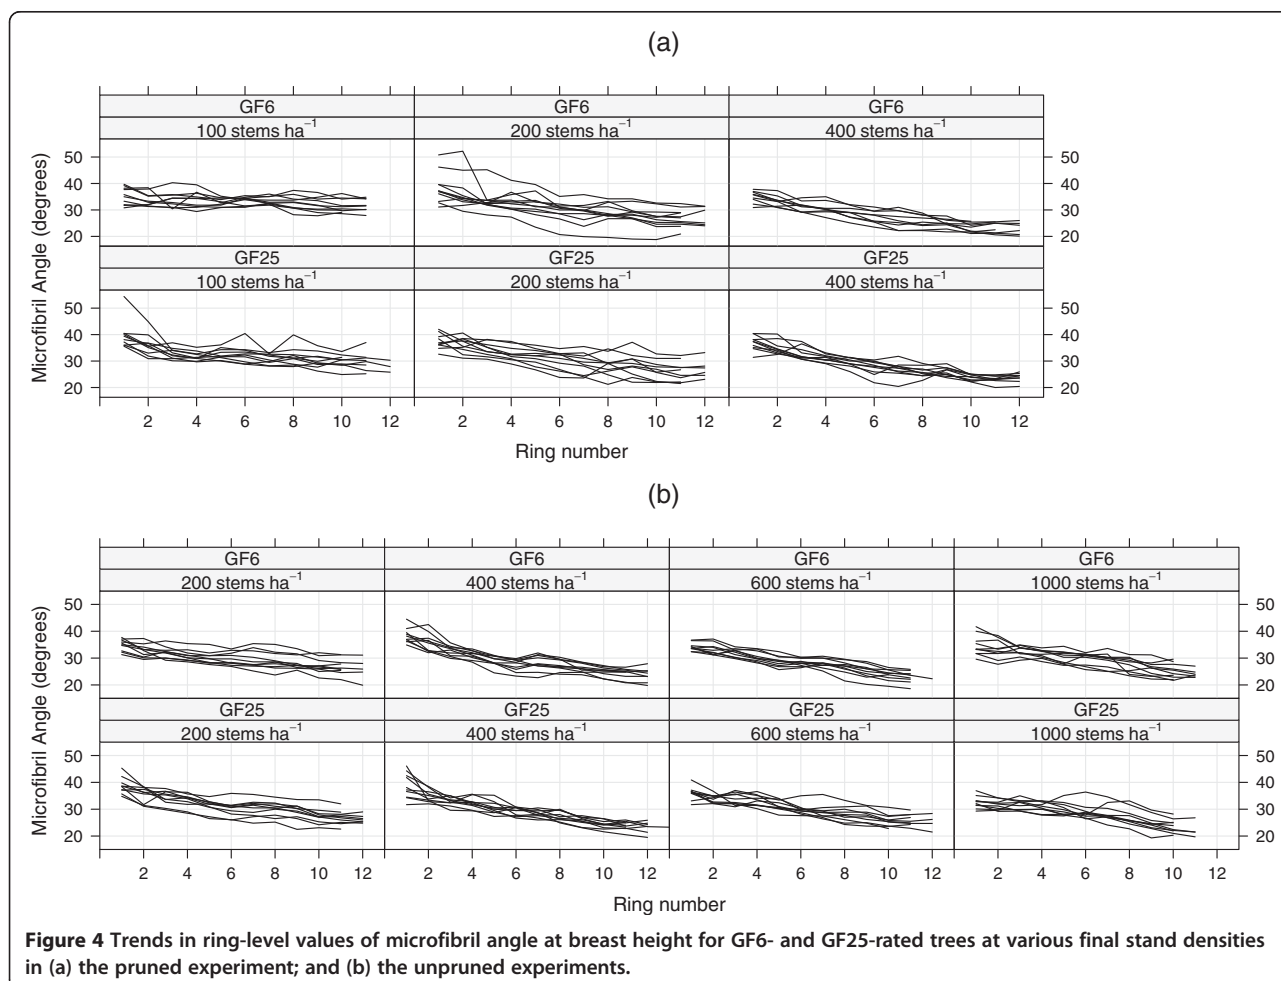 (a)
GF6 GF6 GF6
100 stems ha⁻¹ 200 stems ha⁻¹ 400 stems ha⁻¹
50 50
40 40
30 30
20 20
GF25 GF25 GF25
100 stems ha⁻¹ 200 stems ha⁻¹ 400 stems ha⁻¹
50 50
40 40
30 30
20 20
Microfibril Angle (degrees)
2 4 6 8 10 12 2 4 6 8 10 12 2 4 6 8 10 12
Ring number
(b)
GF6 GF6 GF6 GF6
200 stems ha⁻¹ 400 stems ha⁻¹ 600 stems ha⁻¹ 1000 stems ha⁻¹
50 50
40 40
30 30
20 20
GF25 GF25 GF25 GF25
200 stems ha⁻¹ 400 stems ha⁻¹ 600 stems ha⁻¹ 1000 stems ha⁻¹
50 50
40 40
30 30
20 20
Microfibril Angle (degrees)
2 4 6 8 10 12 2 4 6 8 10 12 2 4 6 8 10 12 2 4 6 8 10 12
Ring number
Figure 4 Trends in ring-level values of microfibril angle at breast height for GF6- and GF25-rated trees at various final stand densities
in (a) the pruned experiment; and (b) the unpruned experiments.